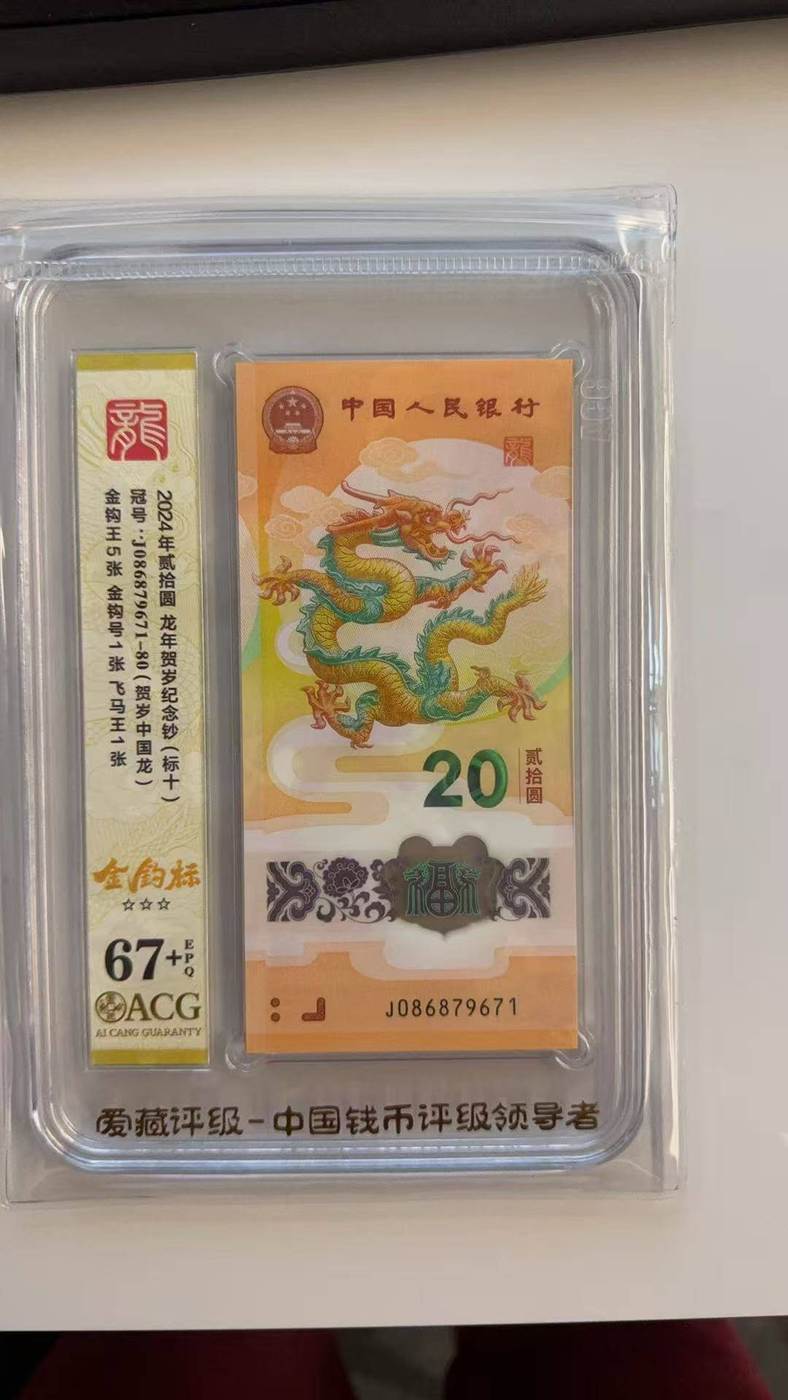 龍
2024年贰拾圆 龙年贺岁纪念钞(标十)
冠号:J086879671-80(贺岁中国龙)
金钩王5张 金钩号1张 飞马王1张
金钩标
☆☆☆
67+EPQ
ACG
AI CANG GUARANTY
中国人民银行
龍
20
贰拾圆
福
J086879671
爱藏评级-中国钱币评级领导者